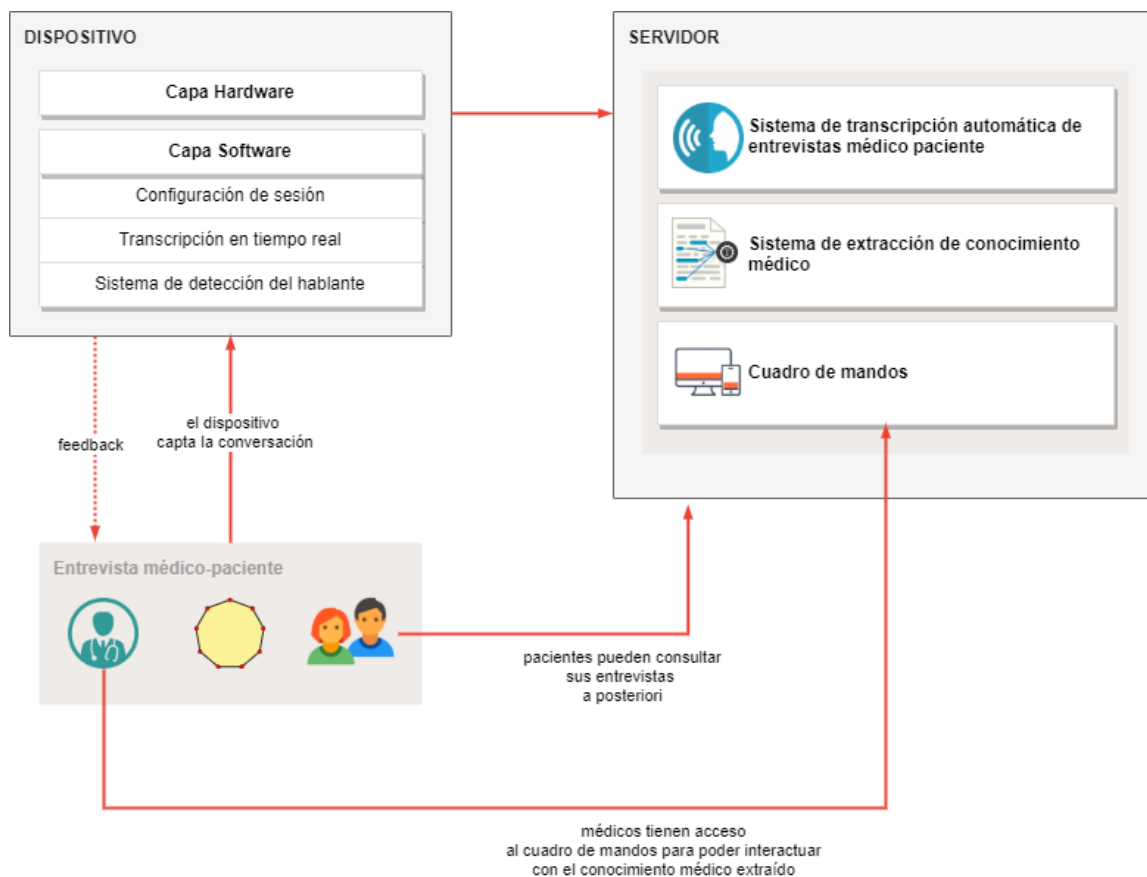 DISPOSITIVO
Capa Hardware
Capa Software
Configuración de sesión
Transcripción en tiempo real
Sistema de detección del hablante
SERVIDOR
Sistema de transcripción automática de
entrevistas médico paciente
Sistema de extracción de conocimiento
médico
Cuadro de mandos
feedback
el dispositivo
capta la conversación
Entrevista médico-paciente
pacientes pueden consultar
sus entrevistas
a posteriori
médicos tienen acceso
al cuadro de mandos para poder interactuar
con el conocimiento médico extraído